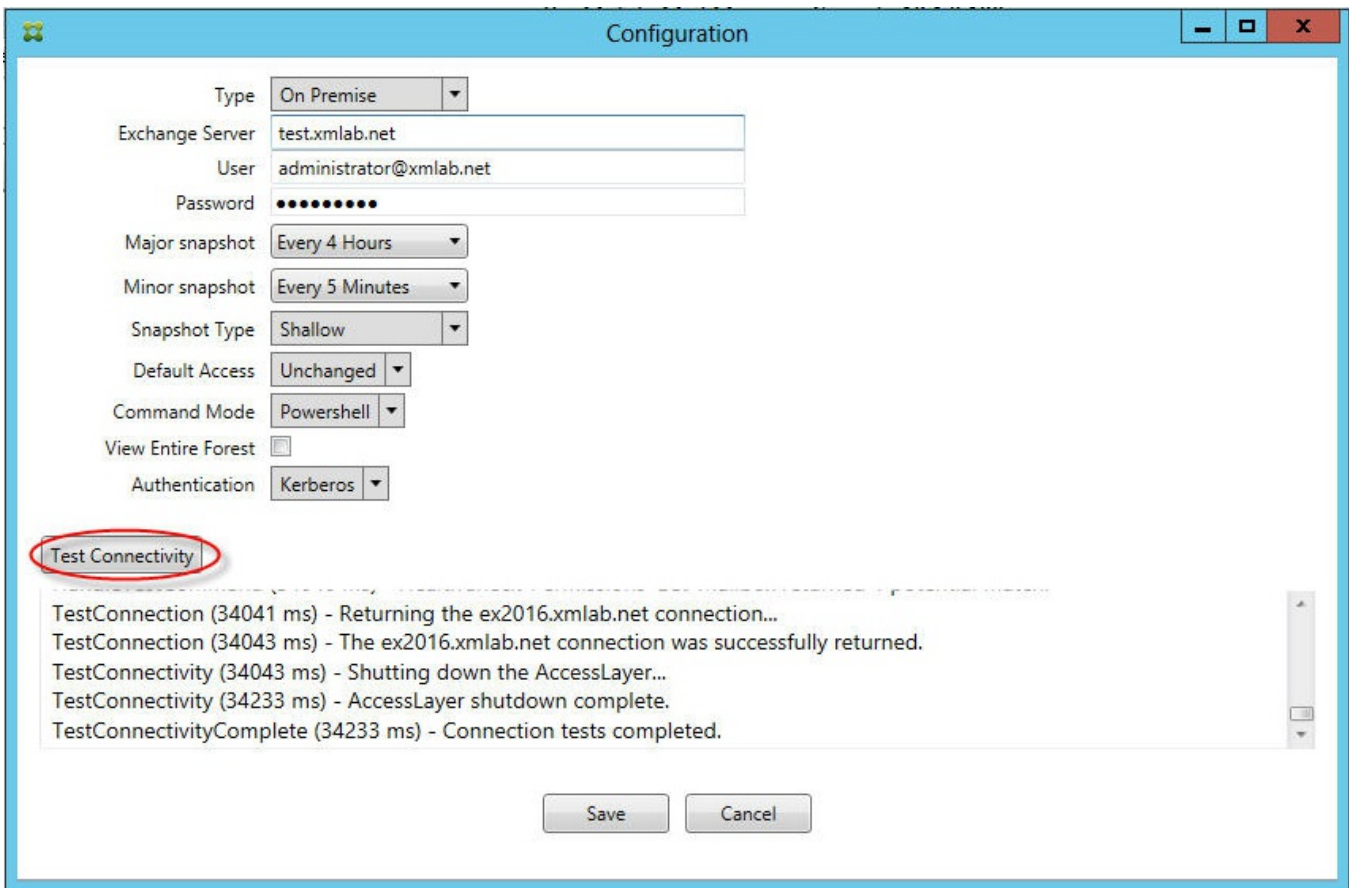 Configuration
Type On Premise
Exchange Server test.xmlab.net
User administrator@xmlab.net
Password ●●●●●●●●●
Major snapshot Every 4 Hours
Minor snapshot Every 5 Minutes
Snapshot Type Shallow
Default Access Unchanged
Command Mode Powershell
View Entire Forest
Authentication Kerberos
Test Connectivity
TestConnection (34041 ms) - Returning the ex2016.xmlab.net connection...
TestConnection (34043 ms) - The ex2016.xmlab.net connection was successfully returned.
TestConnectivity (34043 ms) - Shutting down the AccessLayer...
TestConnectivity (34233 ms) - AccessLayer shutdown complete.
TestConnectivityComplete (34233 ms) - Connection tests completed.
Save Cancel